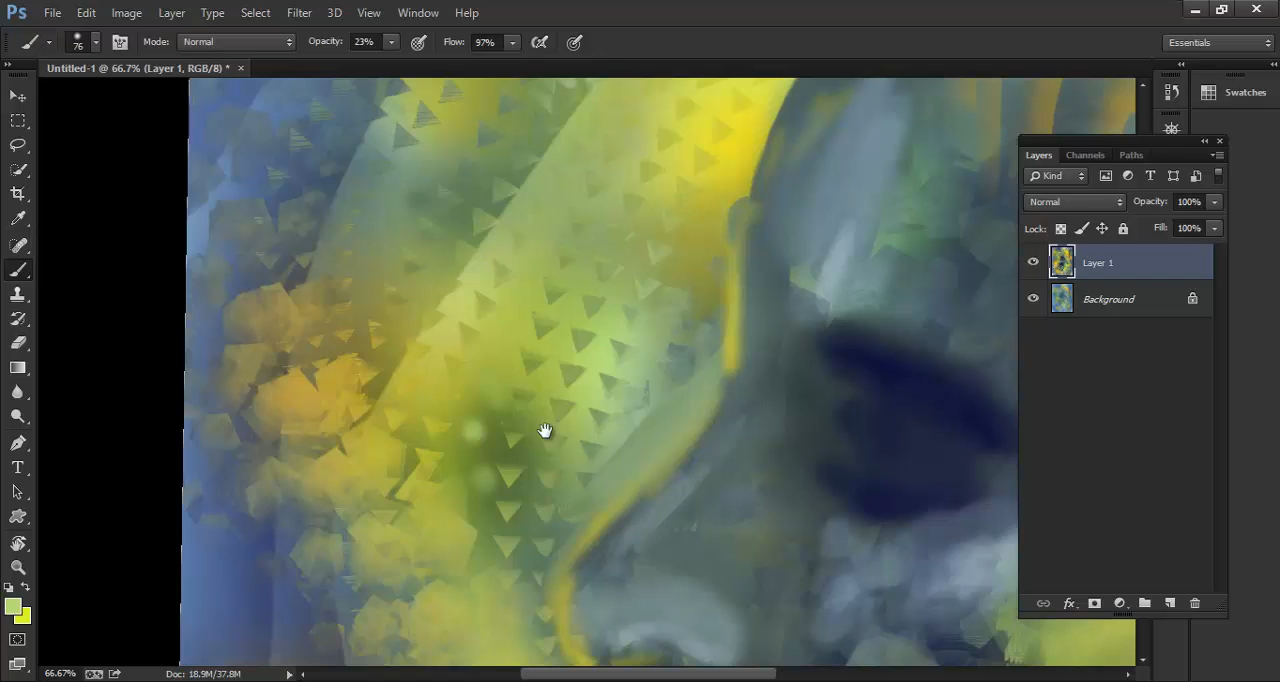 Ps File Edit Image Layer Type Select Filter 3D View Window Help
76 Mode: Normal Opacity: 23% Flow: 97% Essentials
Untitled-1 @ 66.7% (Layer 1, RGB/8) * ×
Swatches
Layers Channels Paths
Kind
Normal Opacity: 100%
Lock: Fill: 100%
Layer 1
Background
fx
66.67% Doc: 18.9M/37.8M